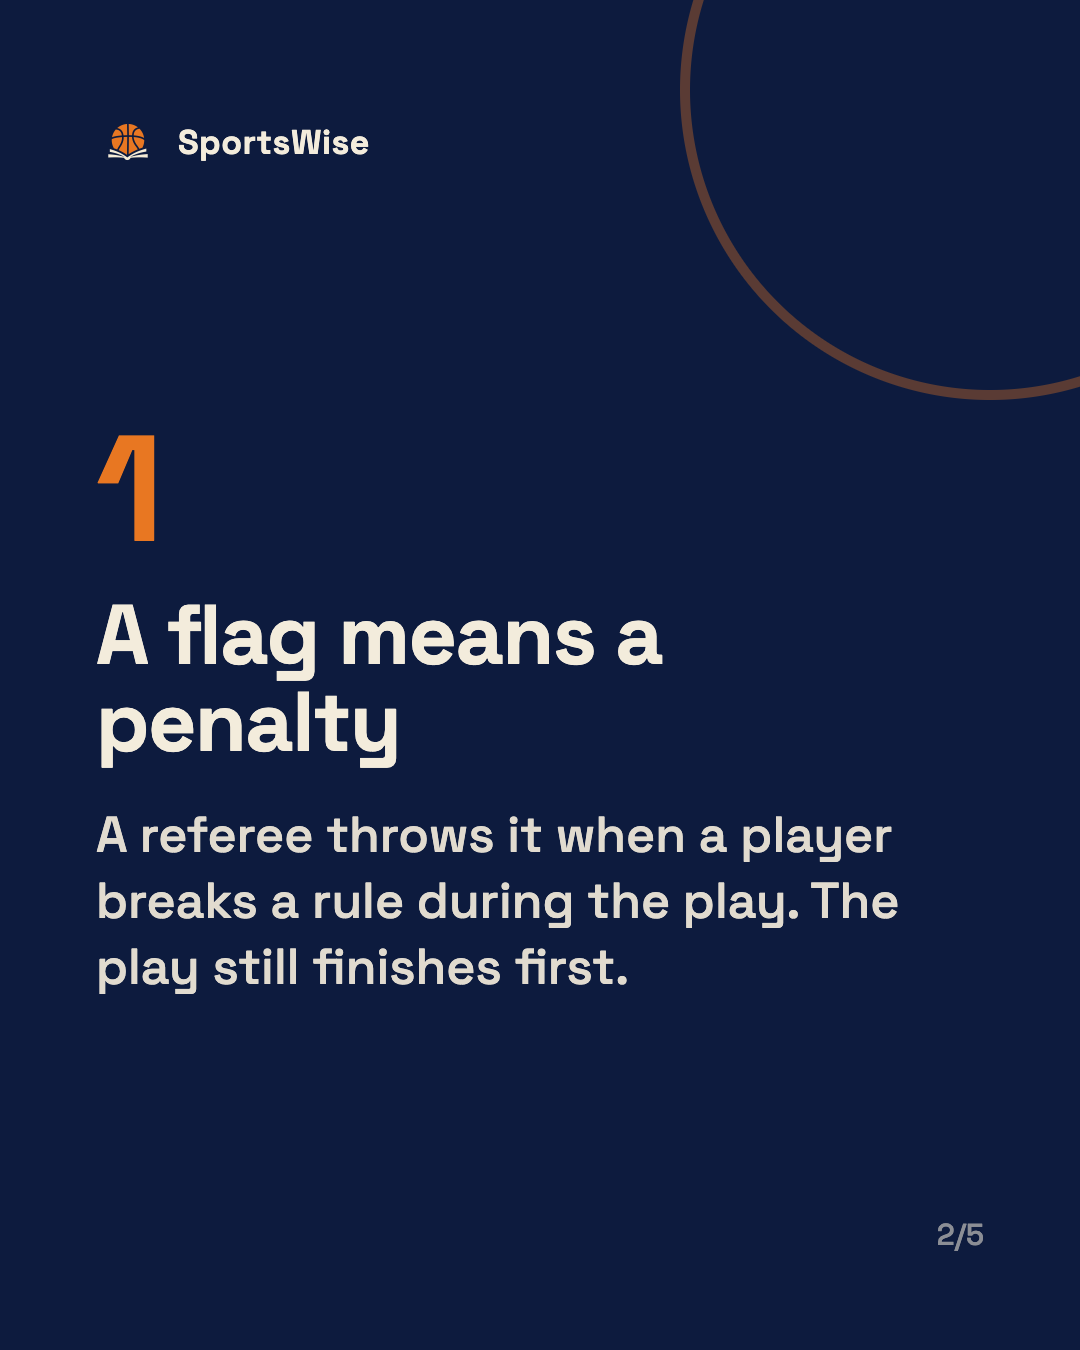 SportsWise
1
A flag means a
penalty
A referee throws it when a player
breaks a rule during the play. The
play still finishes first.
2/5